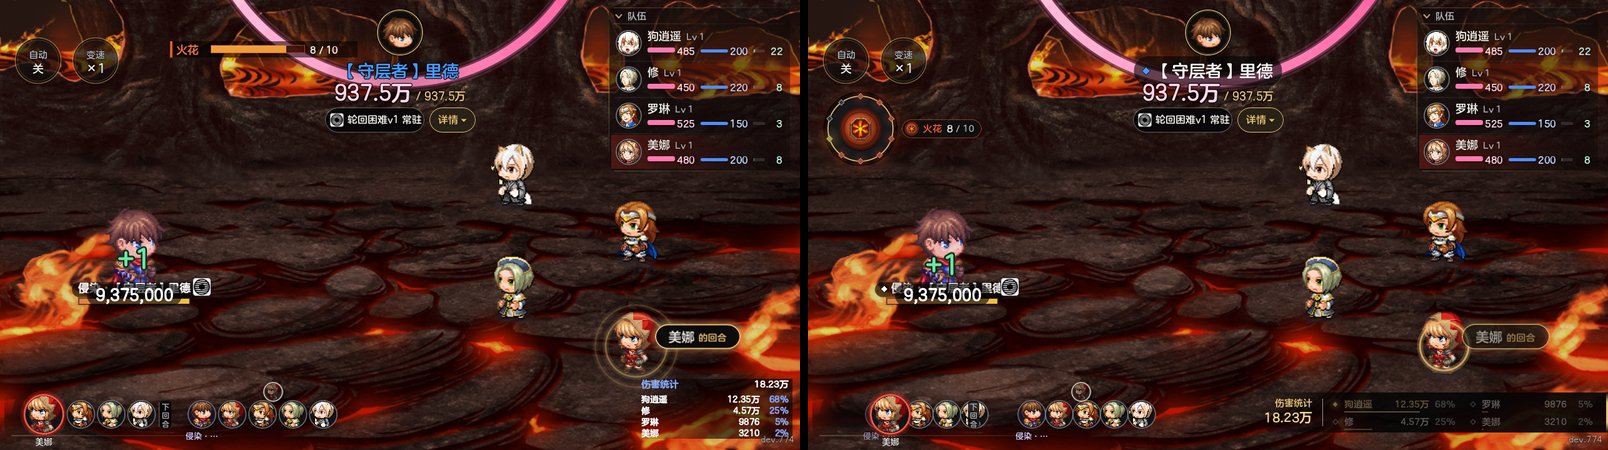 自动
关
变速
×1
火花 8 / 10
【守层者】里德
937.5万 / 937.5万
轮回困难v1 常驻
详情
队伍
狗逍遥 Lv 1
485 200 22
修 Lv 1
450 220 8
罗琳 Lv 1
525 150 3
美娜 Lv 1
480 200 8
+1
9,375,000
美娜 的回合
伤害统计 18.23万
狗逍遥 12.35万 68%
修 4.57万 25%
罗琳 9876 5%
美娜 3210 2%
dev.774
下回合
美娜
侵染 · ...
自动
关
变速
×1
火花 8 / 10
【守层者】里德
937.5万 / 937.5万
轮回困难v1 常驻
详情
队伍
狗逍遥 Lv 1
485 200 22
修 Lv 1
450 220 8
罗琳 Lv 1
525 150 3
美娜 Lv 1
480 200 8
+1
9,375,000
美娜 的回合
伤害统计
18.23万
狗逍遥 12.35万 68%
罗琳 9876 5%
修 4.57万 25%
美娜 3210 2%
dev.774
下回合
侵染
美娜
侵染 · ...